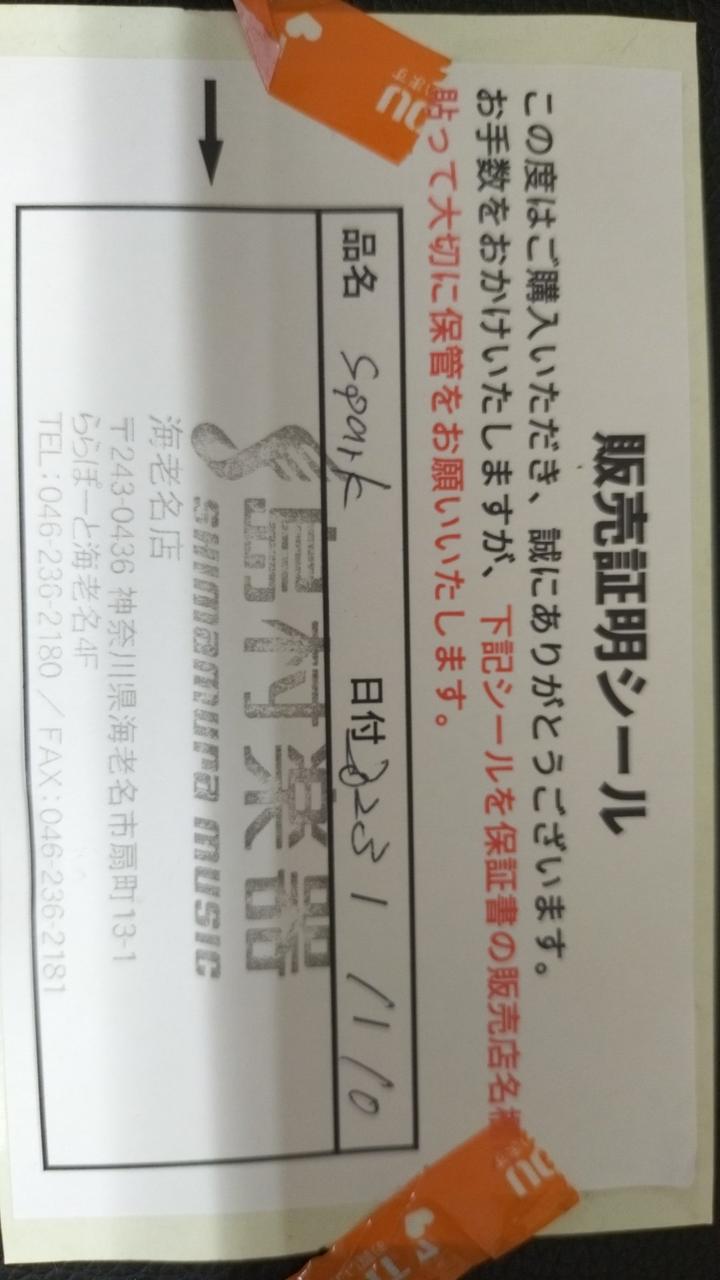 販売証明シール
この度はご購入いただき、誠にありがとうございます。
お手数をおかけいたしますが、下記シールを保証書の販売店名
貼って大切に保管をお願いいたします。
品名 Spark 日付
島村楽器
shimamura music
海老名店
〒243-0436 神奈川県海老名市扇町13-1
ららぽーと海老名4F
TEL:046-236-2180 / FAX:046-236-2181